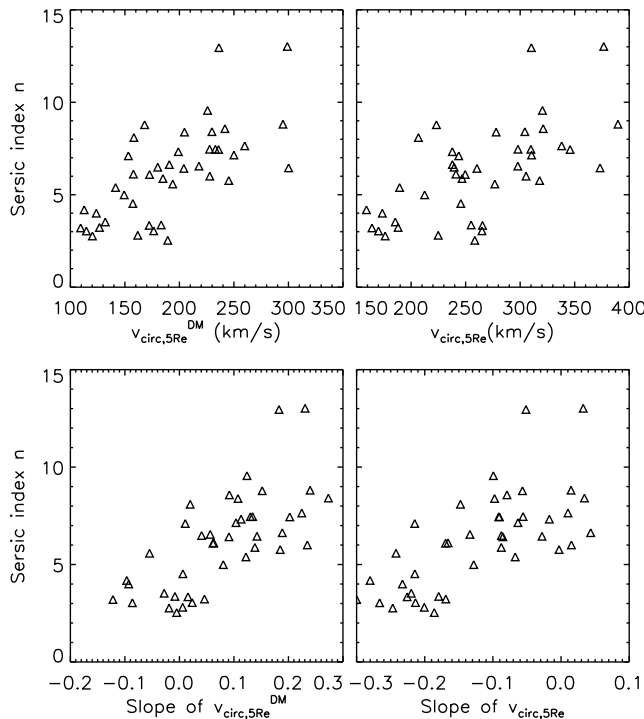 15
10
5
0
Sersic index n
100 150 200 250 300 350
v_circ,5Re^DM (km/s)
150 200 250 300 350 400
v_circ,5Re (km/s)
15
10
5
0
Sersic index n
-0.2 -0.1 0.0 0.1 0.2 0.3
Slope of v_circ,5Re^DM
-0.3 -0.2 -0.1 0.0 0.1
Slope of v_circ,5Re